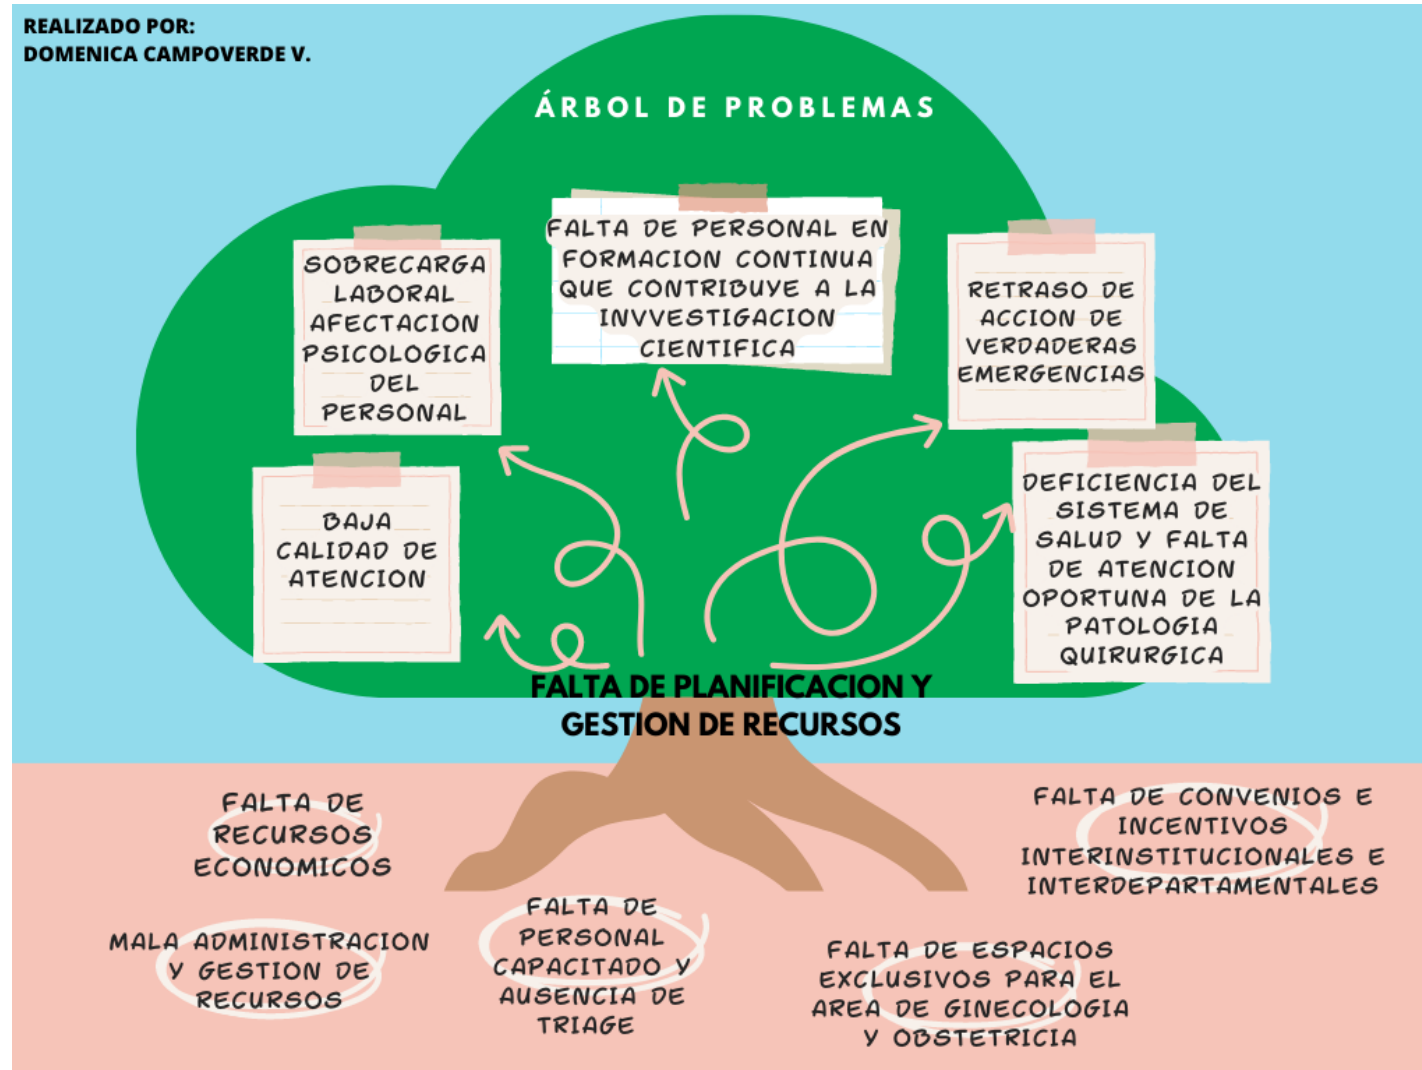 REALIZADO POR:
DOMENICA CAMPOVERDE V.
ÁRBOL DE PROBLEMAS
SOBRECARGA
LABORAL
AFECTACION
PSICOLOGICA
DEL
PERSONAL
FALTA DE PERSONAL EN
FORMACION CONTINUA
QUE CONTRIBUYE A LA
INVVESTIGACION
CIENTIFICA
RETRASO DE
ACCION DE
VERDADERAS
EMERGENCIAS
BAJA
CALIDAD DE
ATENCION
DEFICIENCIA DEL
SISTEMA DE
SALUD Y FALTA
DE ATENCION
OPORTUNA DE LA
PATOLOGIA
QUIRURGICA
FALTA DE PLANIFICACION Y
GESTION DE RECURSOS
FALTA DE
RECURSOS
ECONOMICOS
FALTA DE CONVENIOS E
INCENTIVOS
INTERINSTITUCIONALES E
INTERDEPARTAMENTALES
MALA ADMINISTRACION
Y GESTION DE
RECURSOS
FALTA DE
PERSONAL
CAPACITADO Y
AUSENCIA DE
TRIAGE
FALTA DE ESPACIOS
EXCLUSIVOS PARA EL
AREA DE GINECOLOGIA
Y OBSTETRICIA